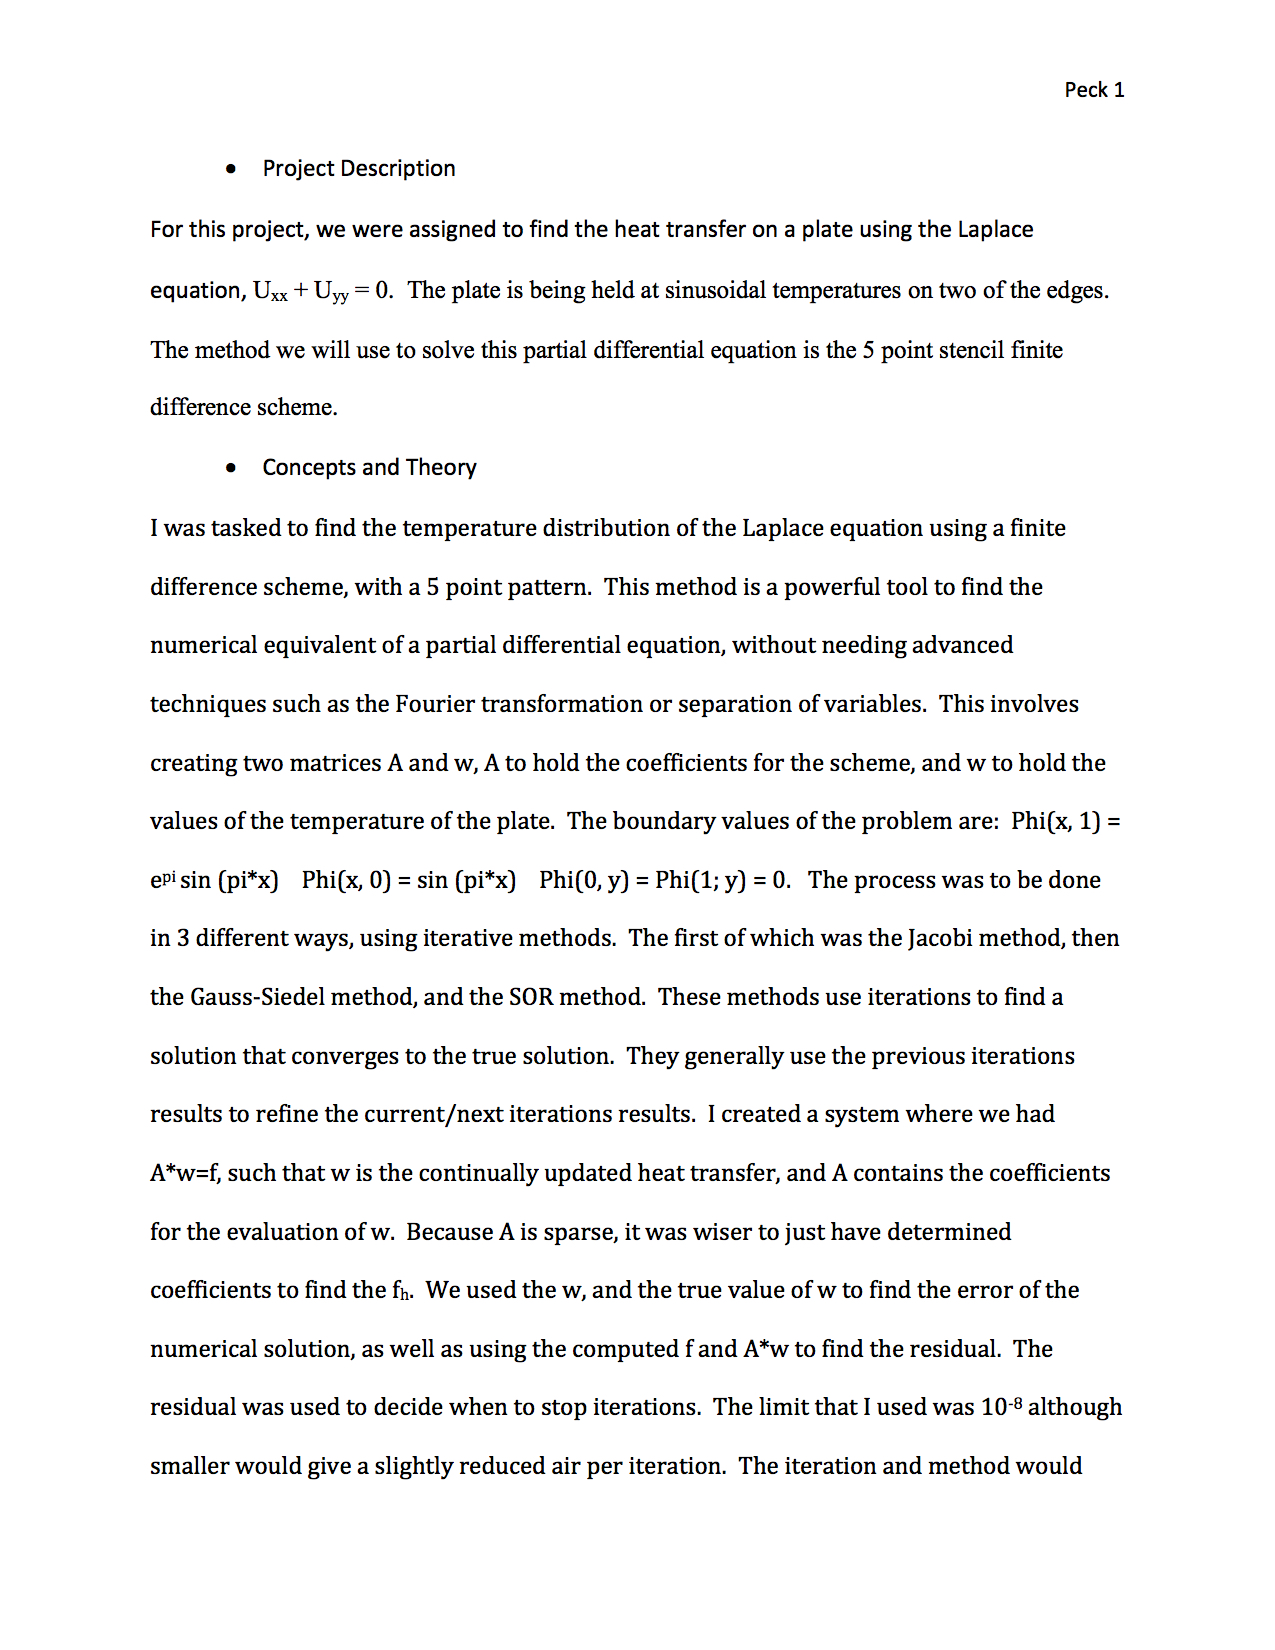 Peck 1
• Project Description
For this project, we were assigned to find the heat transfer on a plate using the Laplace
equation, Uxx + Uyy = 0.  The plate is being held at sinusoidal temperatures on two of the edges.
The method we will use to solve this partial differential equation is the 5 point stencil finite
difference scheme.
• Concepts and Theory
I was tasked to find the temperature distribution of the Laplace equation using a finite
difference scheme, with a 5 point pattern.  This method is a powerful tool to find the
numerical equivalent of a partial differential equation, without needing advanced
techniques such as the Fourier transformation or separation of variables.  This involves
creating two matrices A and w, A to hold the coefficients for the scheme, and w to hold the
values of the temperature of the plate.  The boundary values of the problem are:  Phi(x, 1) =
e^pi sin (pi*x)    Phi(x, 0) = sin (pi*x)    Phi(0, y) = Phi(1; y) = 0.   The process was to be done
in 3 different ways, using iterative methods.  The first of which was the Jacobi method, then
the Gauss-Siedel method, and the SOR method.  These methods use iterations to find a
solution that converges to the true solution.  They generally use the previous iterations
results to refine the current/next iterations results.  I created a system where we had
A*w=f, such that w is the continually updated heat transfer, and A contains the coefficients
for the evaluation of w.  Because A is sparse, it was wiser to just have determined
coefficients to find the fh.  We used the w, and the true value of w to find the error of the
numerical solution, as well as using the computed f and A*w to find the residual.  The
residual was used to decide when to stop iterations.  The limit that I used was 10^-8 although
smaller would give a slightly reduced air per iteration.  The iteration and method would